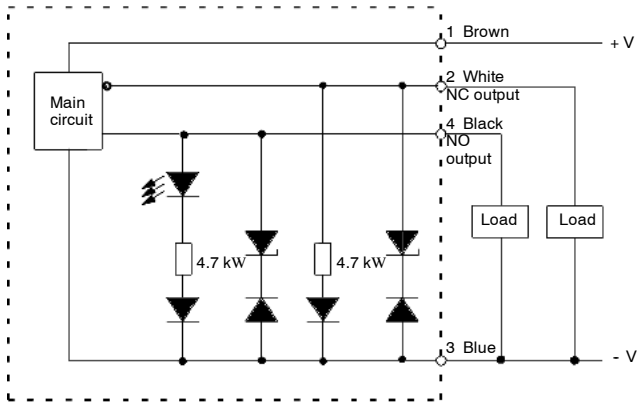 1 Brown
+ V
2 White
NC output
Main
circuit
4 Black
NO
output
Load
Load
4.7 kW
4.7 kW
3 Blue
- V